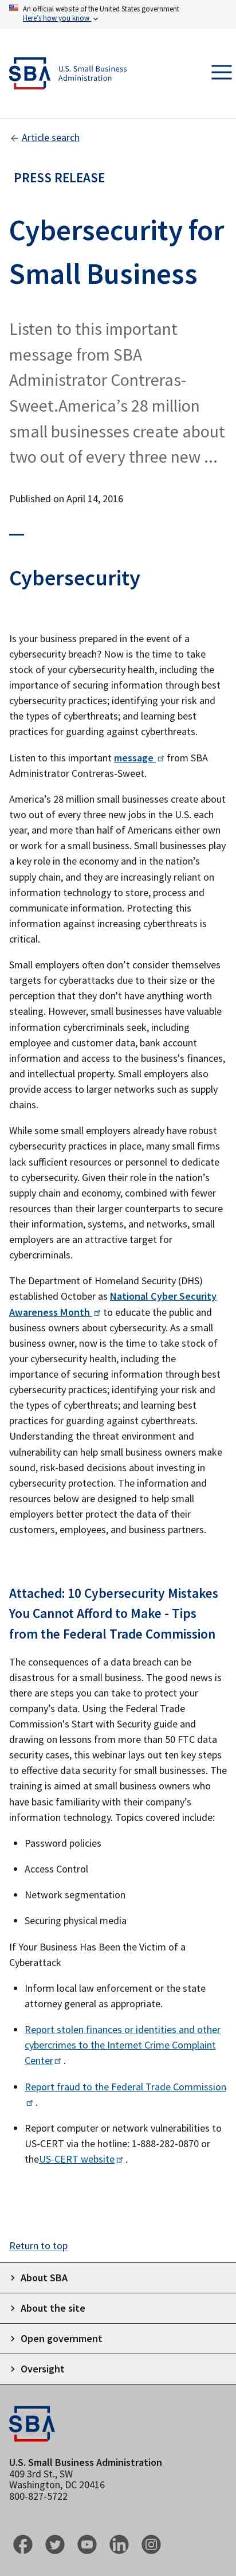 An official website of the United States government
Here's how you know
SBA
U.S. Small Business
Administration
Article search
PRESS RELEASE
Cybersecurity for
Small Business
Listen to this important
message from SBA
Administrator Contreras-
Sweet.America's 28 million
small businesses create about
two out of every three new ...
Published on April 14, 2016
Cybersecurity
Is your business prepared in the event of a
cybersecurity breach? Now is the time to take
stock of your cybersecurity health, including the
importance of securing information through best
cybersecurity practices; identifying your risk and
the types of cyberthreats; and learning best
practices for guarding against cyberthreats.
Listen to this important message from SBA
Administrator Contreras-Sweet.
America's 28 million small businesses create about
two out of every three new jobs in the U.S. each
year, and more than half of Americans either own
or work for a small business. Small businesses play
a key role in the economy and in the nation's
supply chain, and they are increasingly reliant on
information technology to store, process and
communicate information. Protecting this
information against increasing cyberthreats is
critical.
Small employers often don't consider themselves
targets for cyberattacks due to their size or the
perception that they don't have anything worth
stealing. However, small businesses have valuable
information cybercriminals seek, including
employee and customer data, bank account
information and access to the business's finances,
and intellectual property. Small employers also
provide access to larger networks such as supply
chains.
While some small employers already have robust
cybersecurity practices in place, many small firms
lack sufficient resources or personnel to dedicate
to cybersecurity. Given their role in the nation's
supply chain and economy, combined with fewer
resources than their larger counterparts to secure
their information, systems, and networks, small
employers are an attractive target for
cybercriminals.
The Department of Homeland Security (DHS)
established October as National Cyber Security
Awareness Month to educate the public and
business owners about cybersecurity. As a small
business owner, now is the time to take stock of
your cybersecurity health, including the
importance of securing information through best
cybersecurity practices; identifying your risk and
the types of cyberthreats; and learning best
practices for guarding against cyberthreats.
Understanding the threat environment and
vulnerability can help small business owners make
sound, risk-based decisions about investing in
cybersecurity protection. The information and
resources below are designed to help small
employers better protect the data of their
customers, employees, and business partners.
Attached: 10 Cybersecurity Mistakes
You Cannot Afford to Make - Tips
from the Federal Trade Commission
The consequences of a data breach can be
disastrous for a small business. The good news is
there are steps you can take to protect your
company's data. Using the Federal Trade
Commission's Start with Security guide and
drawing on lessons from more than 50 FTC data
security cases, this webinar lays out ten key steps
to effective data security for small businesses. The
training is aimed at small business owners who
have basic familiarity with their company's
information technology. Topics covered include:
• Password policies
• Access Control
• Network segmentation
• Securing physical media
If Your Business Has Been the Victim of a
Cyberattack
• Inform local law enforcement or the state
attorney general as appropriate.
• Report stolen finances or identities and other
cybercrimes to the Internet Crime Complaint
Center .
• Report fraud to the Federal Trade Commission
.
• Report computer or network vulnerabilities to
US-CERT via the hotline: 1-888-282-0870 or
theUS-CERT website .
Return to top
About SBA
About the site
Open government
Oversight
SBA
U.S. Small Business Administration
409 3rd St., SW
Washington, DC 20416
800-827-5722